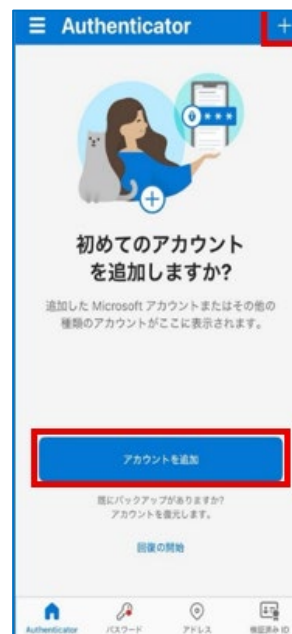 Authenticator
初めてのアカウント
を追加しますか?
追加した Microsoft アカウントまたはその他の
種類のアカウントがここに表示されます。
アカウントを追加
既にバックアップがありますか?
アカウントを復元します。
回復の開始
Authenticator パスワード アドレス 検証済み ID